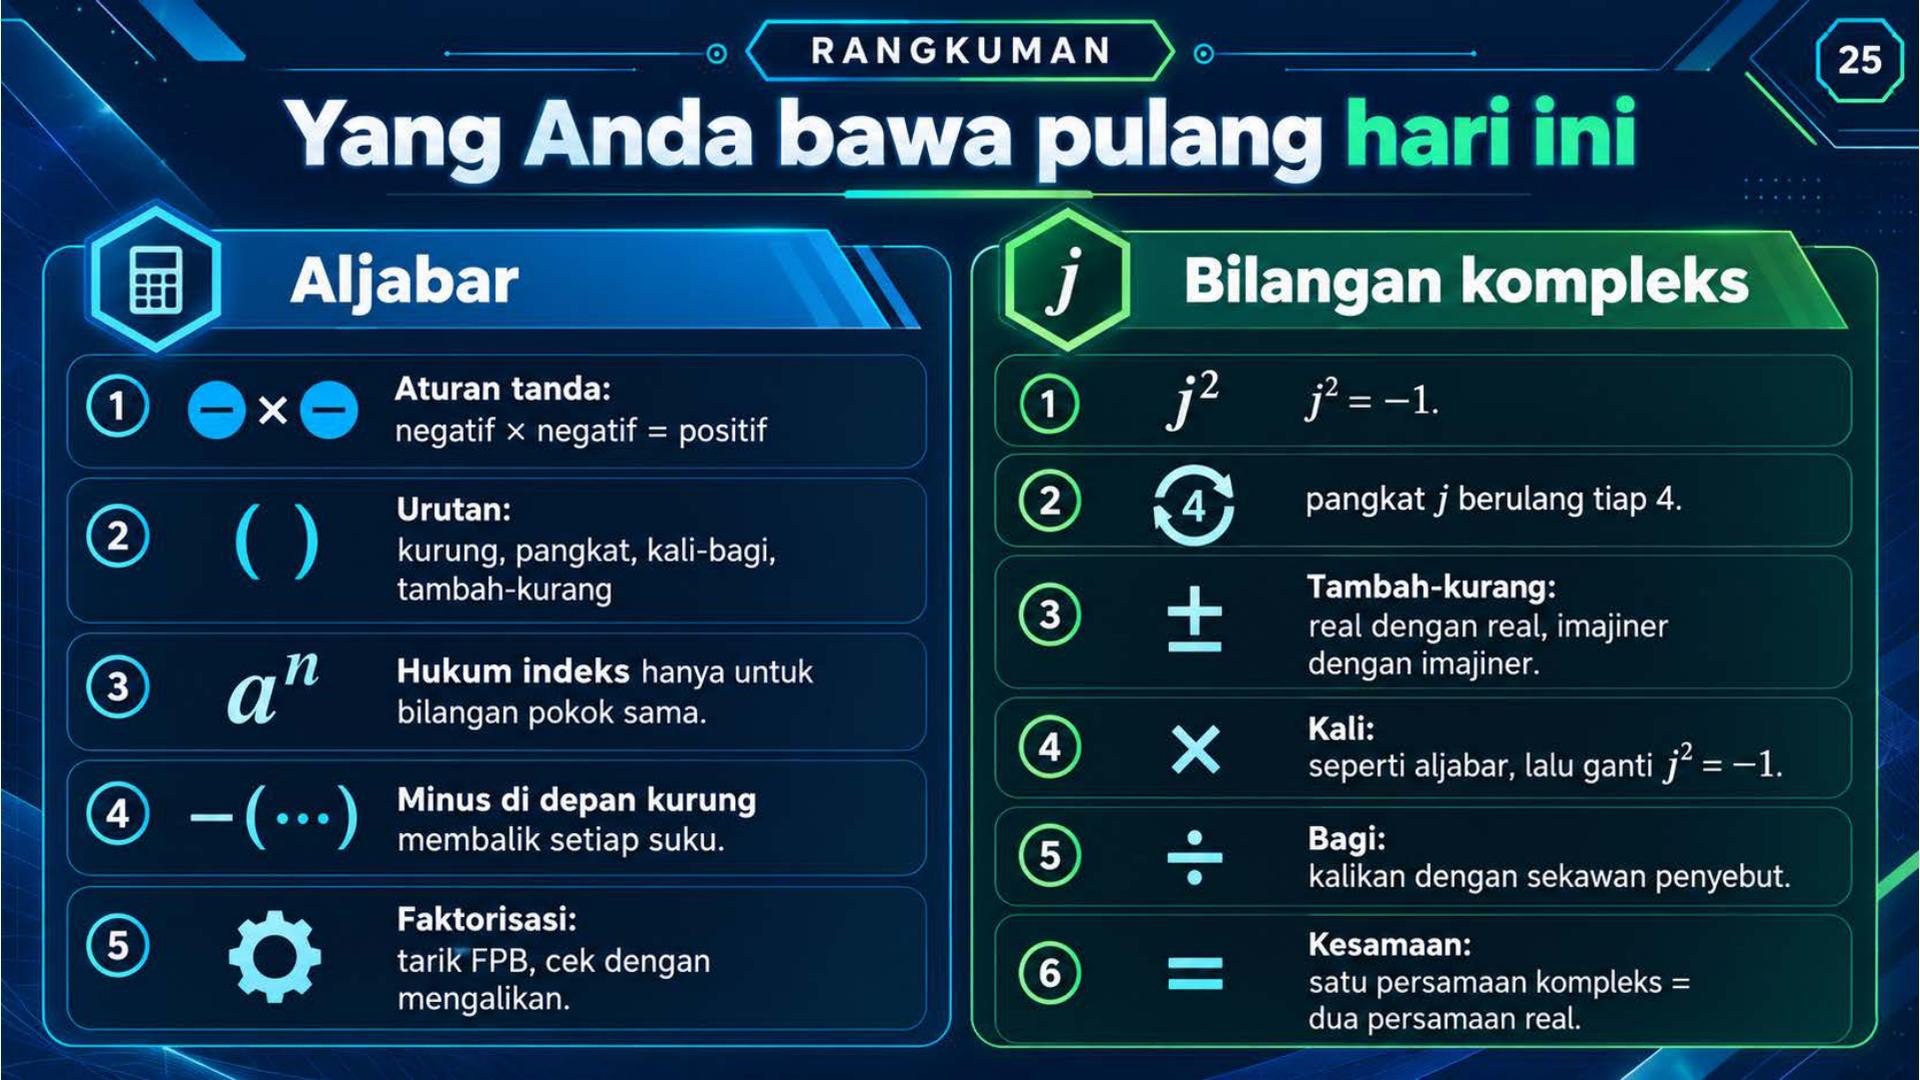 RANGKUMAN
25
Yang Anda bawa pulang hari ini
Aljabar
1
− × −
Aturan tanda:
negatif × negatif = positif
2
( )
Urutan:
kurung, pangkat, kali-bagi,
tambah-kurang
3
aⁿ
Hukum indeks hanya untuk
bilangan pokok sama.
4
−(···)
Minus di depan kurung
membalik setiap suku.
5
Faktorisasi:
tarik FPB, cek dengan
mengalikan.
j
Bilangan kompleks
1
j²
j² = −1.
2
4
pangkat j berulang tiap 4.
3
±
Tambah-kurang:
real dengan real, imajiner
dengan imajiner.
4
×
Kali:
seperti aljabar, lalu ganti j² = −1.
5
÷
Bagi:
kalikan dengan sekawan penyebut.
6
=
Kesamaan:
satu persamaan kompleks =
dua persamaan real.